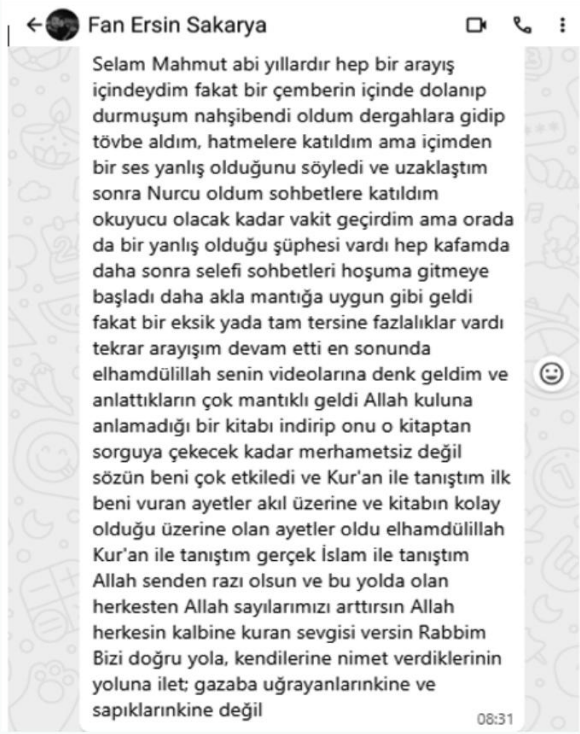 Fan Ersin Sakarya
Selam Mahmut abi yıllardır hep bir arayış
içindeydim fakat bir çemberin içinde dolanıp
durmuşum nahşibendi oldum dergahlara gidip
tövbe aldım, hatmelere katıldım ama içimden
bir ses yanlış olduğunu söyledi ve uzaklaştım
sonra Nurcu oldum sohbetlere katıldım
okuyucu olacak kadar vakit geçirdim ama orada
da bir yanlış olduğu şüphesi vardı hep kafamda
daha sonra selefi sohbetleri hoşuma gitmeye
başladı daha akla mantığa uygun gibi geldi
fakat bir eksik yada tam tersine fazlalıklar vardı
tekrar arayışım devam etti en sonunda
elhamdülillah senin videolarına denk geldim ve
anlattıkların çok mantıklı geldi Allah kuluna
anlamadığı bir kitabı indirip onu o kitaptan
sorguya çekecek kadar merhametsiz değil
sözün beni çok etkiledi ve Kur'an ile tanıştım ilk
beni vuran ayetler akıl üzerine ve kitabın kolay
olduğu üzerine olan ayetler oldu elhamdülillah
Kur'an ile tanıştım gerçek İslam ile tanıştım
Allah senden razı olsun ve bu yolda olan
herkesten Allah sayılarımızı arttırsın Allah
herkesin kalbine kuran sevgisi versin Rabbim
Bizi doğru yola, kendilerine nimet verdiklerinin
yoluna ilet; gazaba uğrayanlarınkine ve
sapıklarınkine değil
08:31